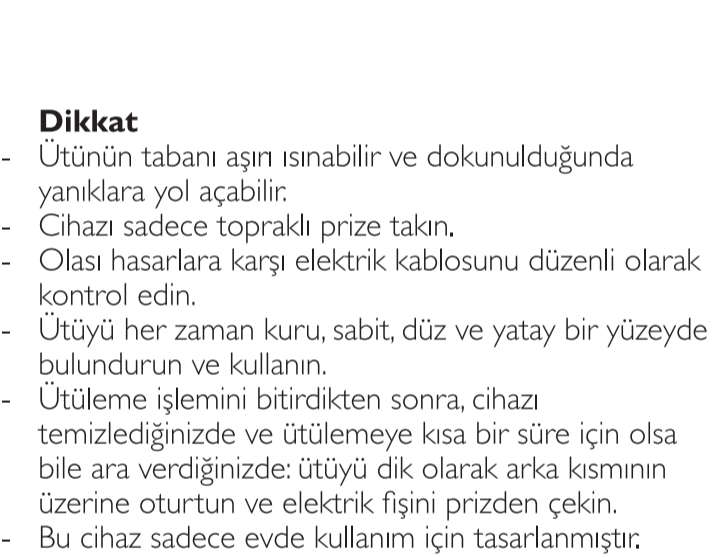 Dikkat
- Ütünün tabanı aşırı ısınabilir ve dokunulduğunda
yanıklara yol açabilir.
- Cihazı sadece topraklı prize takın.
- Olası hasarlara karşı elektrik kablosunu düzenli olarak
kontrol edin.
- Ütüyü her zaman kuru, sabit, düz ve yatay bir yüzeyde
bulundurun ve kullanın.
- Ütüleme işlemini bitirdikten sonra, cihazı
temizlediğinizde ve ütülemeye kısa bir süre için olsa
bile ara verdiğinizde: ütüyü dik olarak arka kısmının
üzerine oturtun ve elektrik fişini prizden çekin.
- Bu cihaz sadece evde kullanım için tasarlanmıştır.